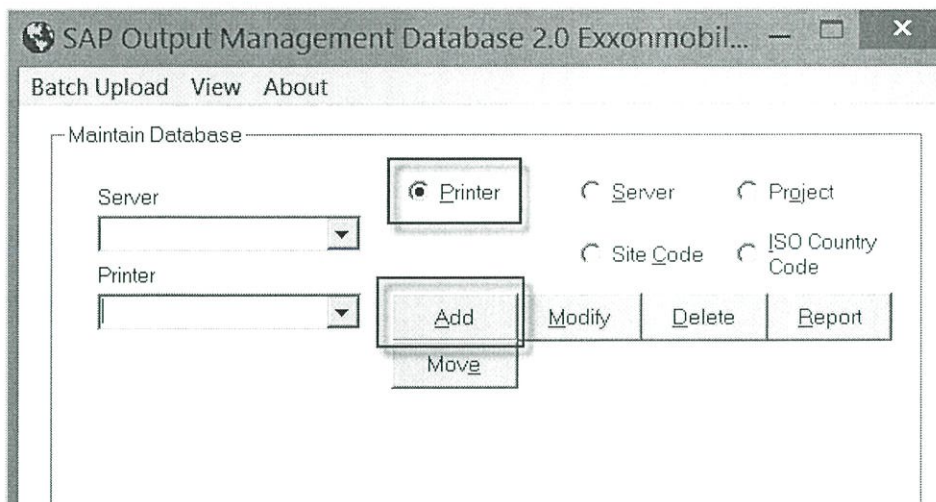 SAP Output Management Database 2.0 Exxonmobil...
Batch Upload View About
Maintain Database
Server
Printer
Printer
Server
Project
Site Code
ISO Country
Code
Add
Modify
Delete
Report
Move